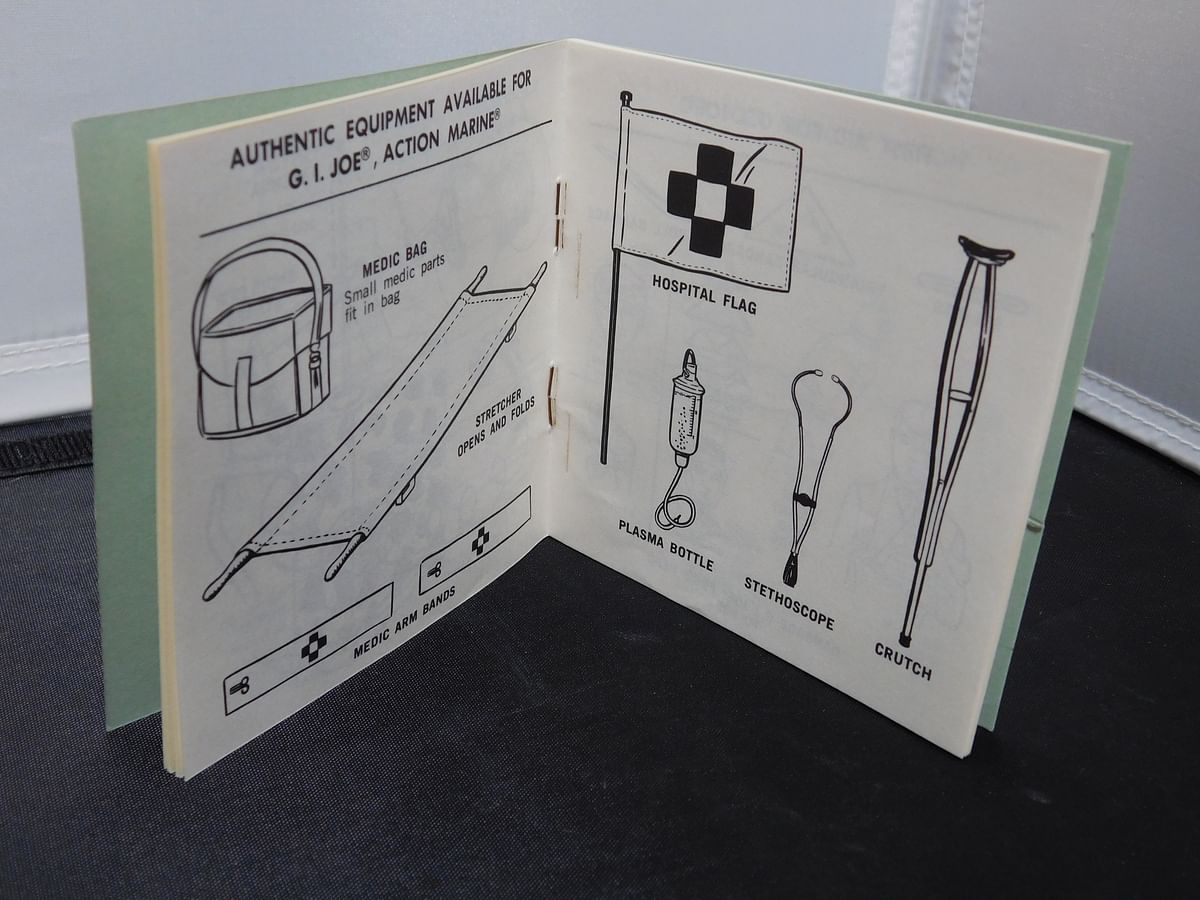 AUTHENTIC EQUIPMENT AVAILABLE FOR
G. I. JOE®, ACTION MARINE®
MEDIC BAG
Small medic parts
fit in bag
STRETCHER
OPENS AND FOLDS
MEDIC ARM BANDS
HOSPITAL FLAG
PLASMA BOTTLE
STETHOSCOPE
CRUTCH